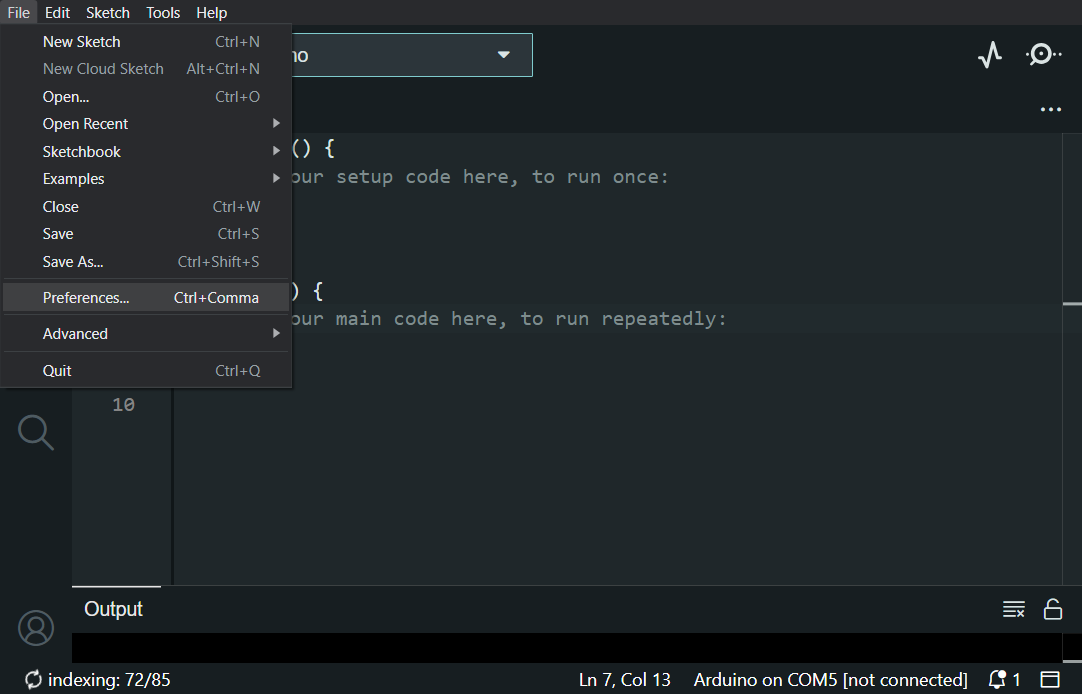 File Edit Sketch Tools Help
New Sketch Ctrl+N
New Cloud Sketch Alt+Ctrl+N
Open... Ctrl+O
Open Recent
Sketchbook
Examples
Close Ctrl+W
Save Ctrl+S
Save As... Ctrl+Shift+S
Preferences... Ctrl+Comma
Advanced
Quit Ctrl+Q
no
...
() {
our setup code here, to run once:
) {
our main code here, to run repeatedly:
10
Output
indexing: 72/85 Ln 7, Col 13 Arduino on COM5 [not connected] 1